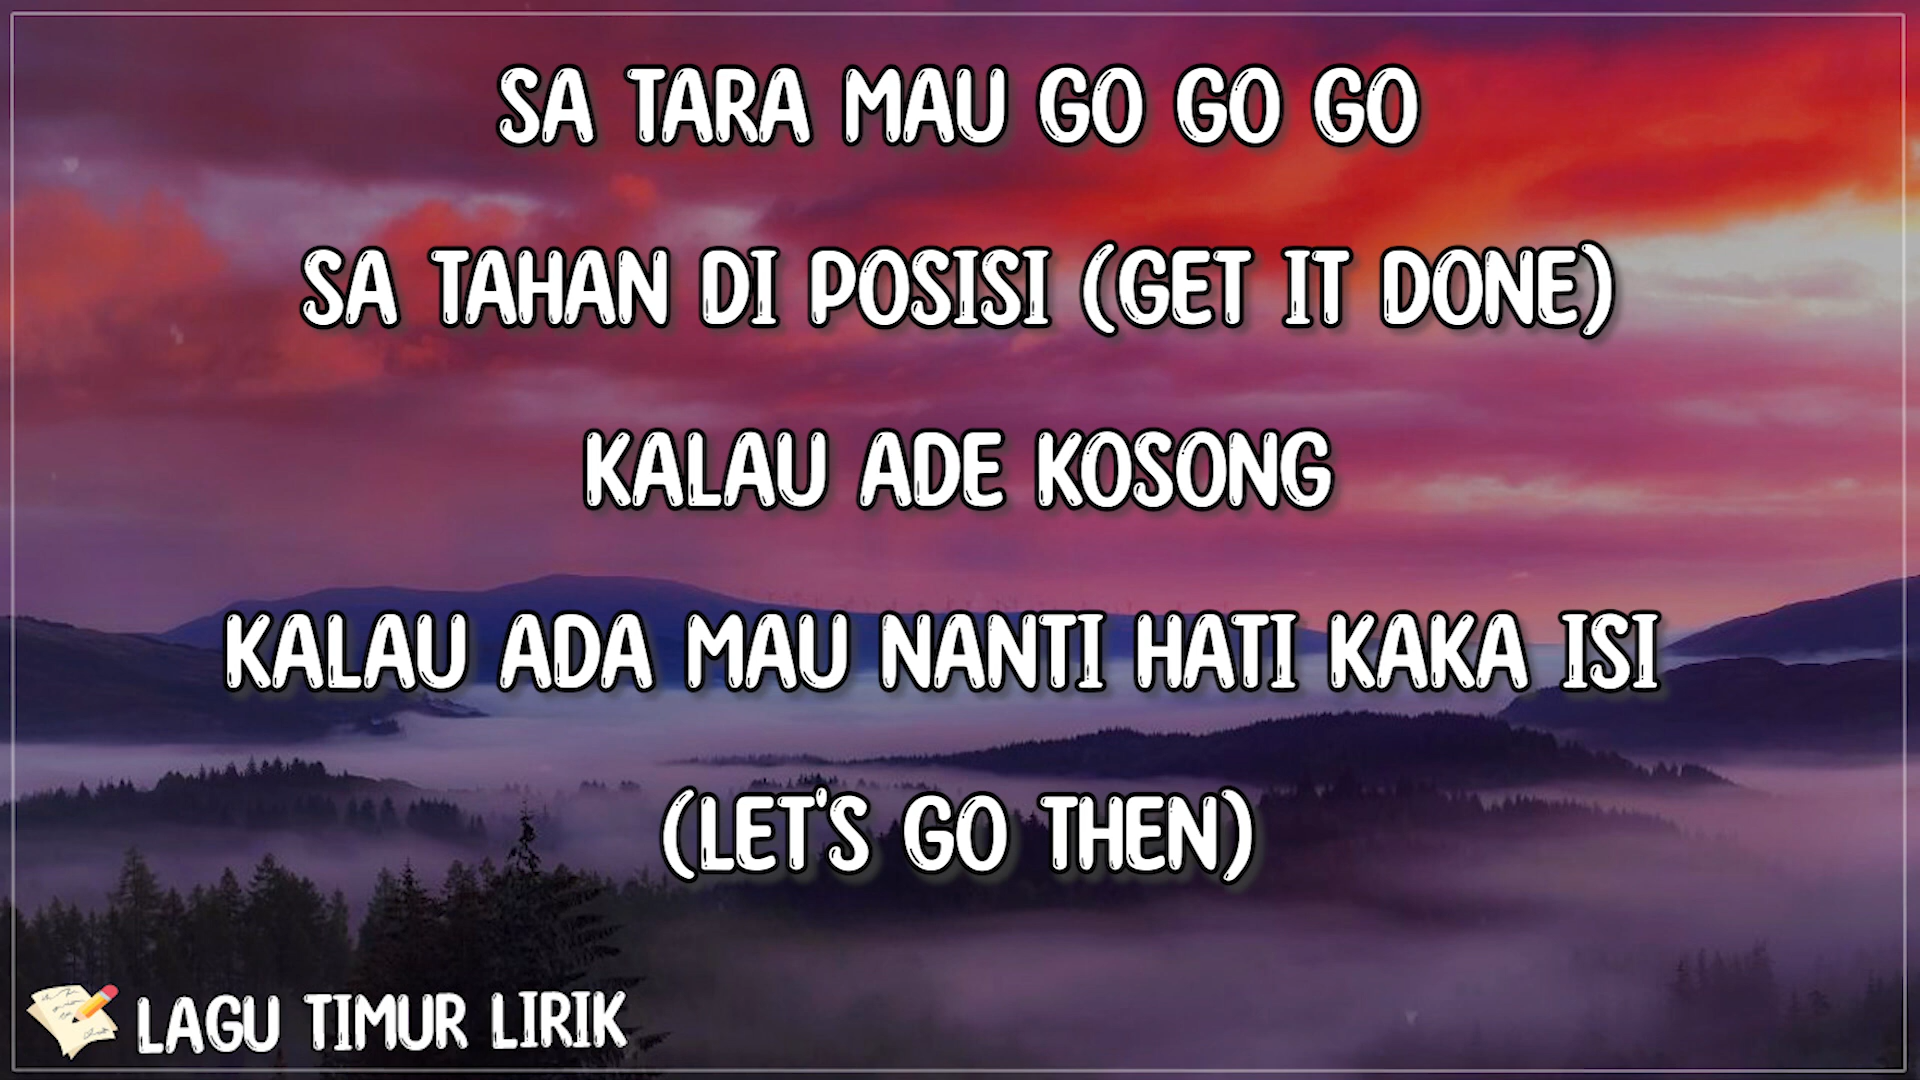 SA TARA MAU GO GO GO
SA TAHAN DI POSISI (GET IT DONE)
KALAU ADE KOSONG
KALAU ADA MAU NANTI HATI KAKA ISI
(LET'S GO THEN)
LAGU TIMUR LIRIK